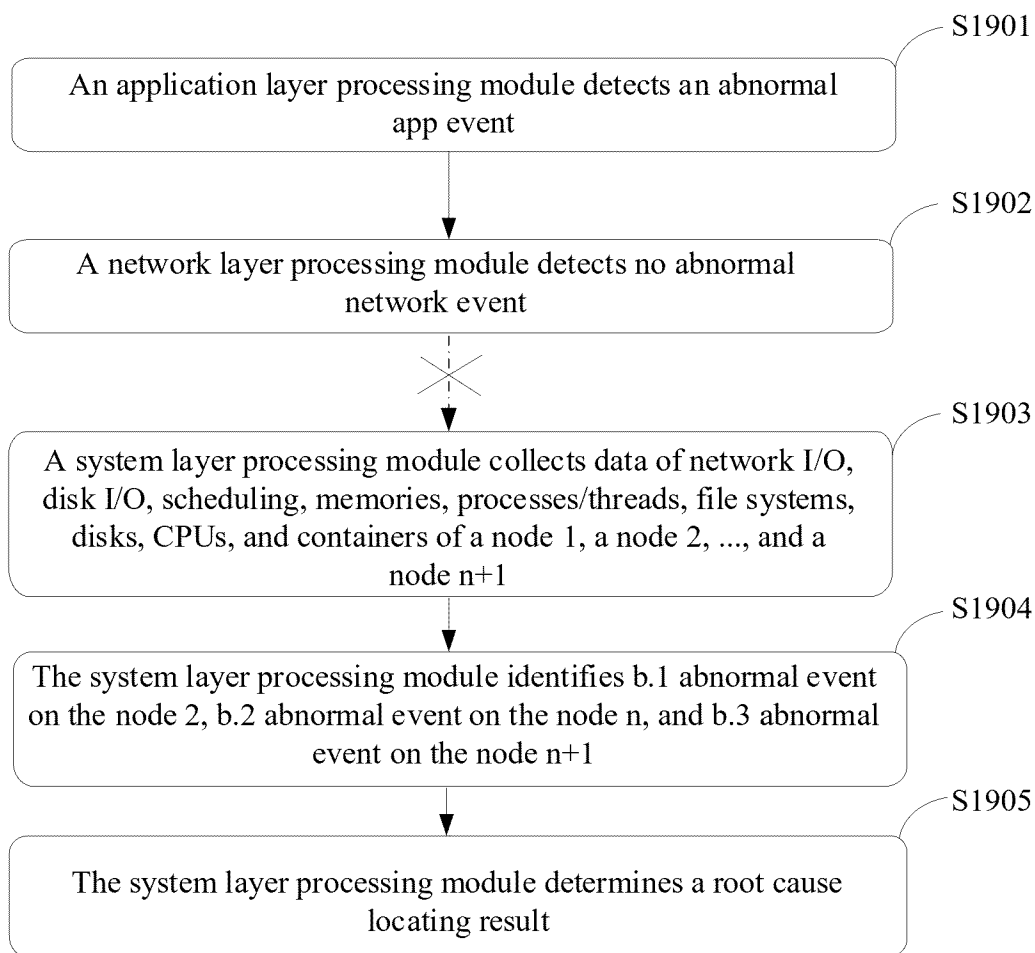 S1901
An application layer processing module detects an abnormal
app event
S1902
A network layer processing module detects no abnormal
network event
S1903
A system layer processing module collects data of network I/O,
disk I/O, scheduling, memories, processes/threads, file systems,
disks, CPUs, and containers of a node 1, a node 2, ..., and a
node n+1
S1904
The system layer processing module identifies b.1 abnormal event
on the node 2, b.2 abnormal event on the node n, and b.3 abnormal
event on the node n+1
S1905
The system layer processing module determines a root cause
locating result